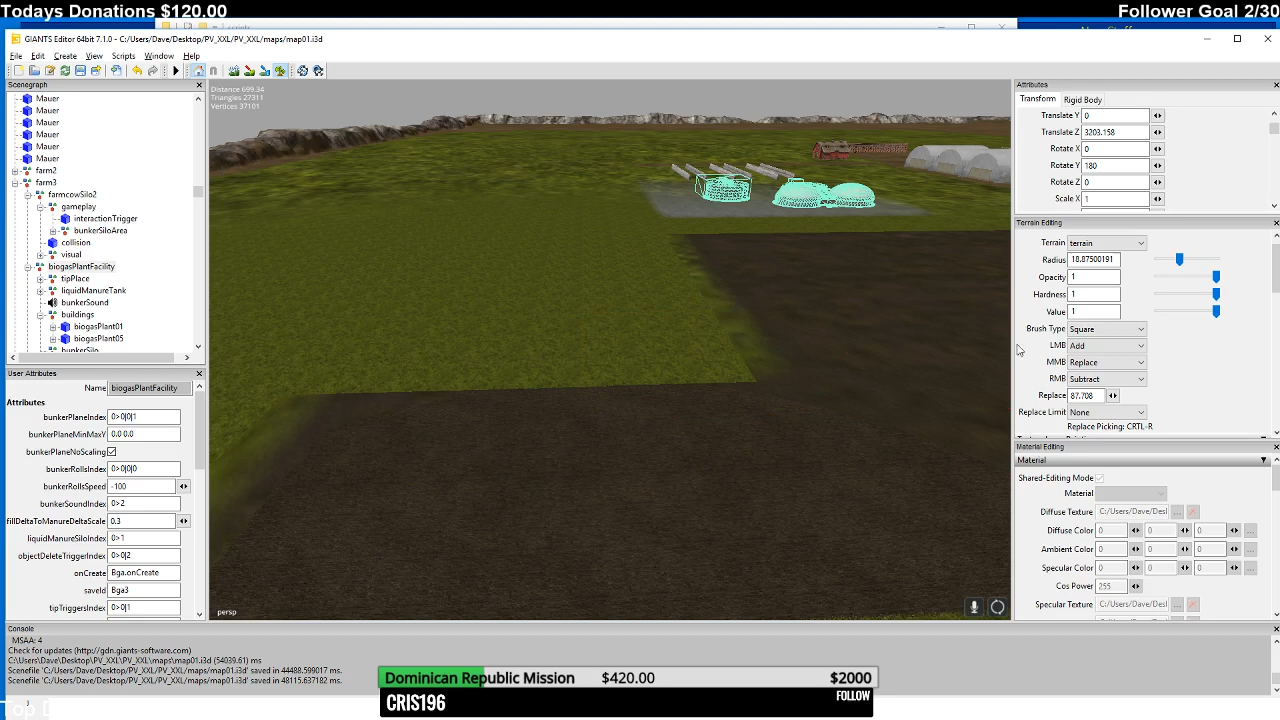 Todays Donations $120.00
Follower Goal 2/30
GIANTS Editor 64bit 7.1.0 - C:/Users/Dave/Desktop/PV_XXL/PV_XXL/maps/map01.i3d
File Edit Create View Scripts Window Help
Scenegraph
Mauer
Mauer
Mauer
Mauer
Mauer
Mauer
farm2
farm3
farmcowSilo2
gameplay
interactionTrigger
bunkerSiloArea
collision
visual
biogasPlantFacility
tipPlace
liquidManureTank
bunkerSound
buildings
biogasPlant01
biogasPlant05
bunkerSilo
User Attributes
Name biogasPlantFacility
Attributes
bunkerPlaneIndex 0>0|0|1
bunkerPlaneMinMaxY 0.0 0.0
bunkerPlaneNoScaling
bunkerRollsIndex 0>0|0|0
bunkerRollsSpeed -100
bunkerSoundIndex 0>2
fillDeltaToManureDeltaScale 0.3
liquidManureSiloIndex 0>1
objectDeleteTriggerIndex 0>0|2
onCreate Bga.onCreate
saveId Bga3
tipTriggersIndex 0>0|1
Distance 699.34
Triangles 27311
Vertices 37101
persp
Attributes
Transform Rigid Body
Translate Y 0
Translate Z 3203.158
Rotate X 0
Rotate Y 180
Rotate Z 0
Scale X 1
Terrain Editing
Terrain terrain
Radius 18.87500191
Opacity 1
Hardness 1
Value 1
Brush Type Square
LMB Add
MMB Replace
RMB Subtract
Replace 87.708
Replace Limit None
Replace Picking: CRTL-R
Material Editing
Material
Shared-Editing Mode
Material
Diffuse Texture C:/Users/Dave/Desl ...
Diffuse Color 0 0 0 ...
Ambient Color 0 0 0 ...
Specular Color 0 0 0 ...
Cos Power 255
Specular Texture C:/Users/Dave/Desl ...
Console
MSAA: 4
Check for updates (http://gdn.giants-software.com)
C:\Users\Dave\Desktop\PV_XXL\PV_XXL\maps\map01.i3d (54039.61) ms
Scenefile 'C:/Users/Dave/Desktop/PV_XXL/PV_XXL/maps/map01.i3d' saved in 44488.599017 ms.
Scenefile 'C:/Users/Dave/Desktop/PV_XXL/PV_XXL/maps/map01.i3d' saved in 48115.637182 ms.
Dominican Republic Mission $420.00 $2000
CRIS196 FOLLOW
Top